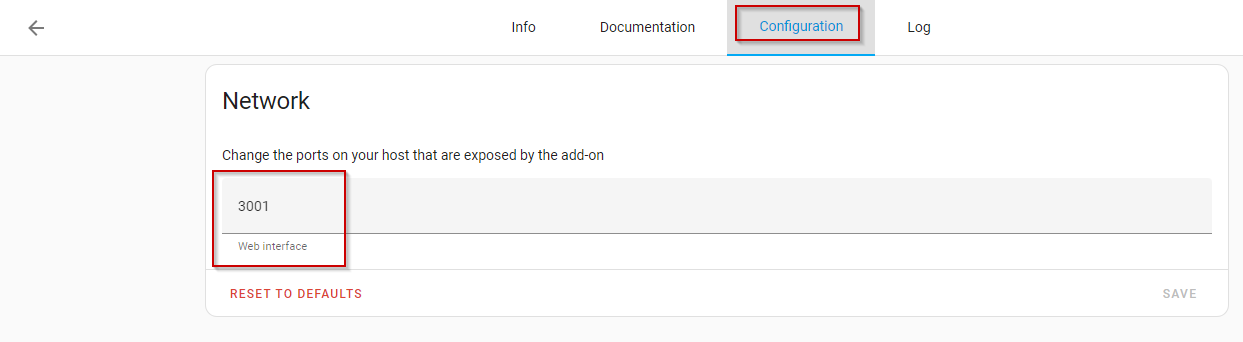 Info Documentation Configuration Log
Network
Change the ports on your host that are exposed by the add-on
3001
Web interface
RESET TO DEFAULTS SAVE